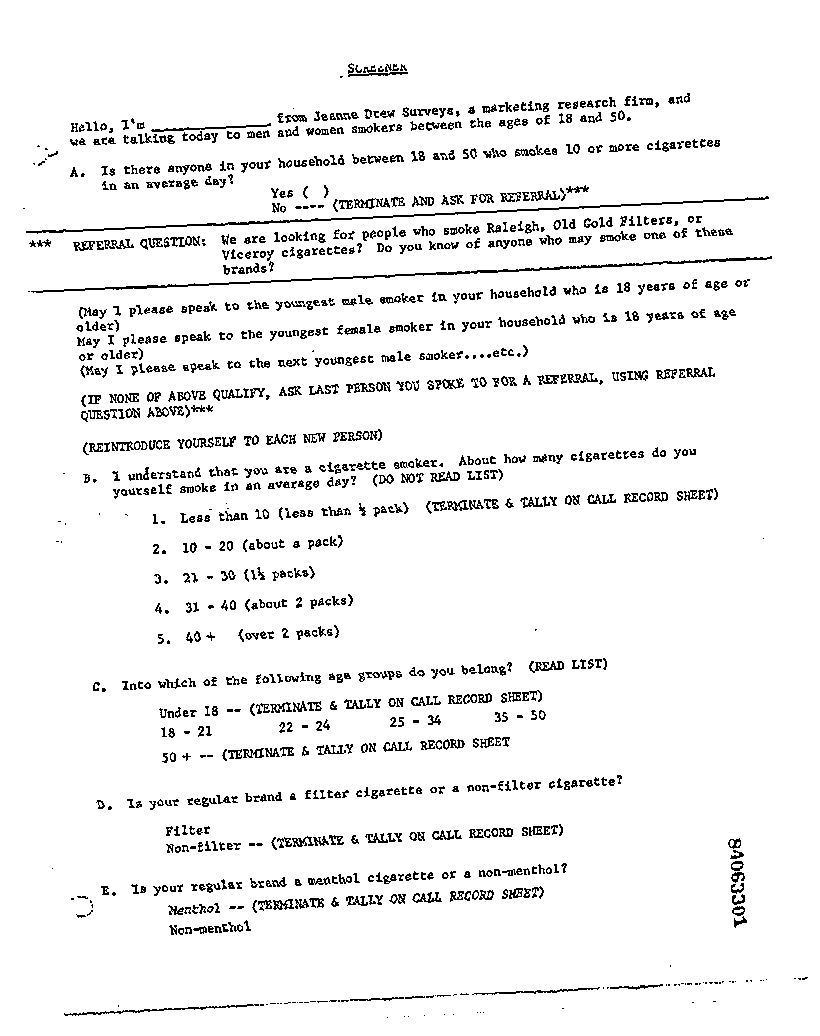 SCREENER
Hello, I'm ______________ from Jeanne Drew Surveys, a marketing research firm, and
we are talking today to men and women smokers between the ages of 18 and 50.
A. Is there anyone in your household between 18 and 50 who smokes 10 or more cigarettes
in an average day?
Yes ( )
No ---- (TERMINATE AND ASK FOR REFERRAL)***
*** REFERRAL QUESTION: We are looking for people who smoke Raleigh, Old Gold Filters, or
Viceroy cigarettes? Do you know of anyone who may smoke one of these
brands?
(May I please speak to the youngest male smoker in your household who is 18 years of age or
older)
May I please speak to the youngest female smoker in your household who is 18 years of age
or older)
(May I please speak to the next youngest male smoker....etc.)
(IF NONE OF ABOVE QUALIFY, ASK LAST PERSON YOU SPOKE TO FOR A REFERRAL, USING REFERRAL
QUESTION ABOVE)***
(REINTRODUCE YOURSELF TO EACH NEW PERSON)
B. I understand that you are a cigarette smoker. About how many cigarettes do you
yourself smoke in an average day? (DO NOT READ LIST)
1. Less than 10 (less than ½ pack) (TERMINATE & TALLY ON CALL RECORD SHEET)
2. 10 - 20 (about a pack)
3. 21 - 30 (1½ packs)
4. 31 - 40 (about 2 packs)
5. 40 + (over 2 packs)
C. Into which of the following age groups do you belong? (READ LIST)
Under 18 -- (TERMINATE & TALLY ON CALL RECORD SHEET)
18 - 21 22 - 24 25 - 34 35 - 50
50 + -- (TERMINATE & TALLY ON CALL RECORD SHEET
D. Is your regular brand a filter cigarette or a non-filter cigarette?
Filter
Non-filter -- (TERMINATE & TALLY ON CALL RECORD SHEET)
E. Is your regular brand a menthol cigarette or a non-menthol?
Menthol -- (TERMINATE & TALLY ON CALL RECORD SHEET)
Non-menthol
84063301